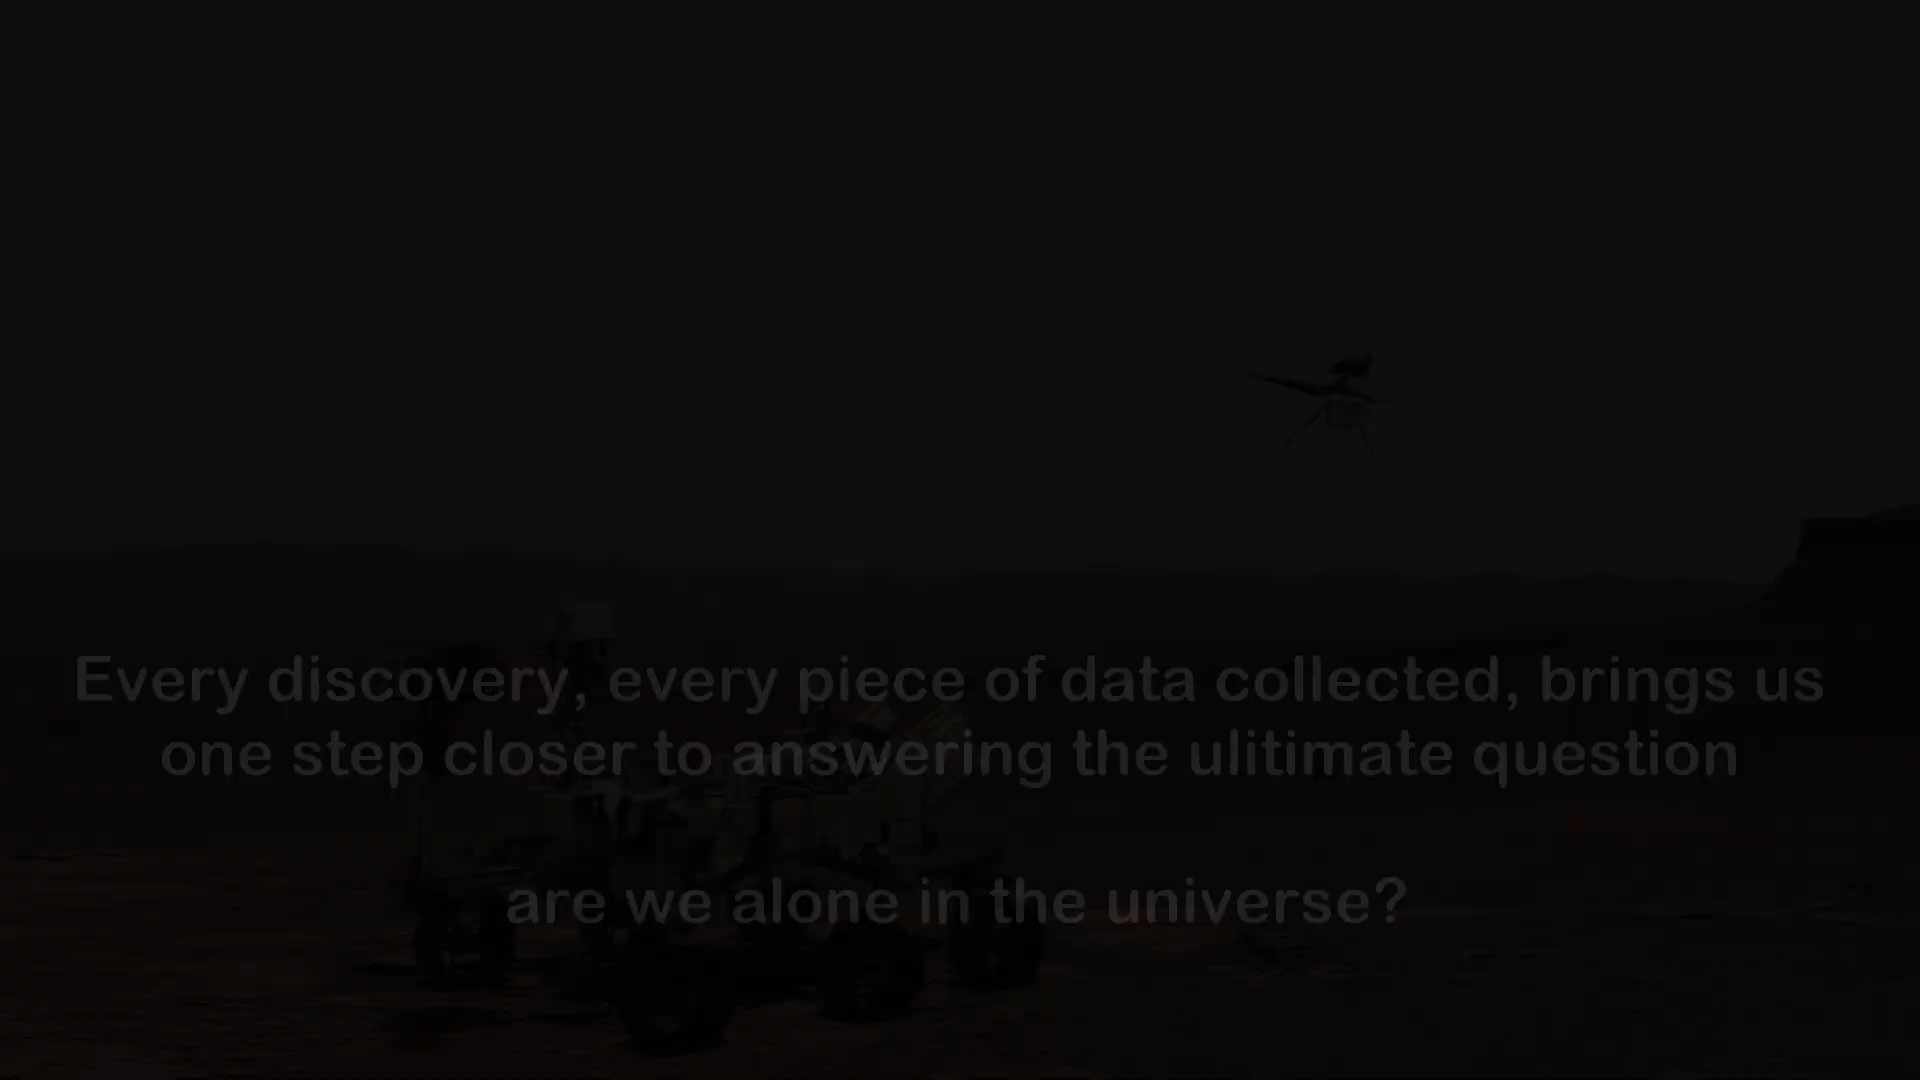 Every discovery, every piece of data collected, brings us
one step closer to answering the ulitimate question
are we alone in the universe?